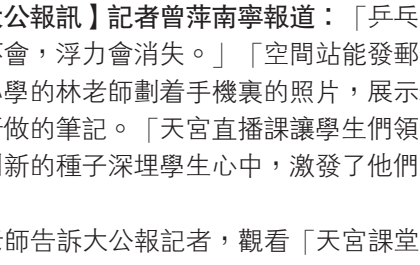 公報訊】記者曾萍南寧報道：「乒乓
會，浮力會消失。」「空間站能發郵
學的林老師劃着手機裏的照片，展示
做的筆記。「天宮直播課讓學生們領
新的種子深埋學生心中，激發了他們
師告訴大公報記者，觀看「天宮課堂